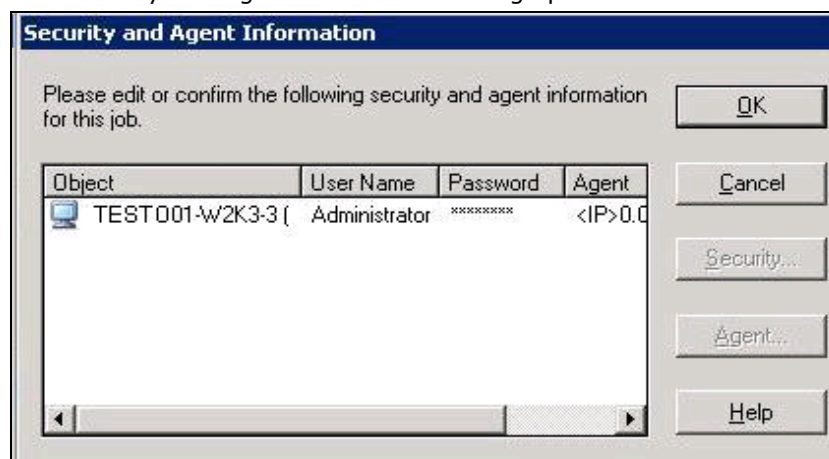 Security and Agent Information
Please edit or confirm the following security and agent information
for this job.
OK
Object User Name Password Agent
Cancel
TEST001-W2K3-3 ( Administrator ******** <IP>0.0
Security...
Agent...
Help